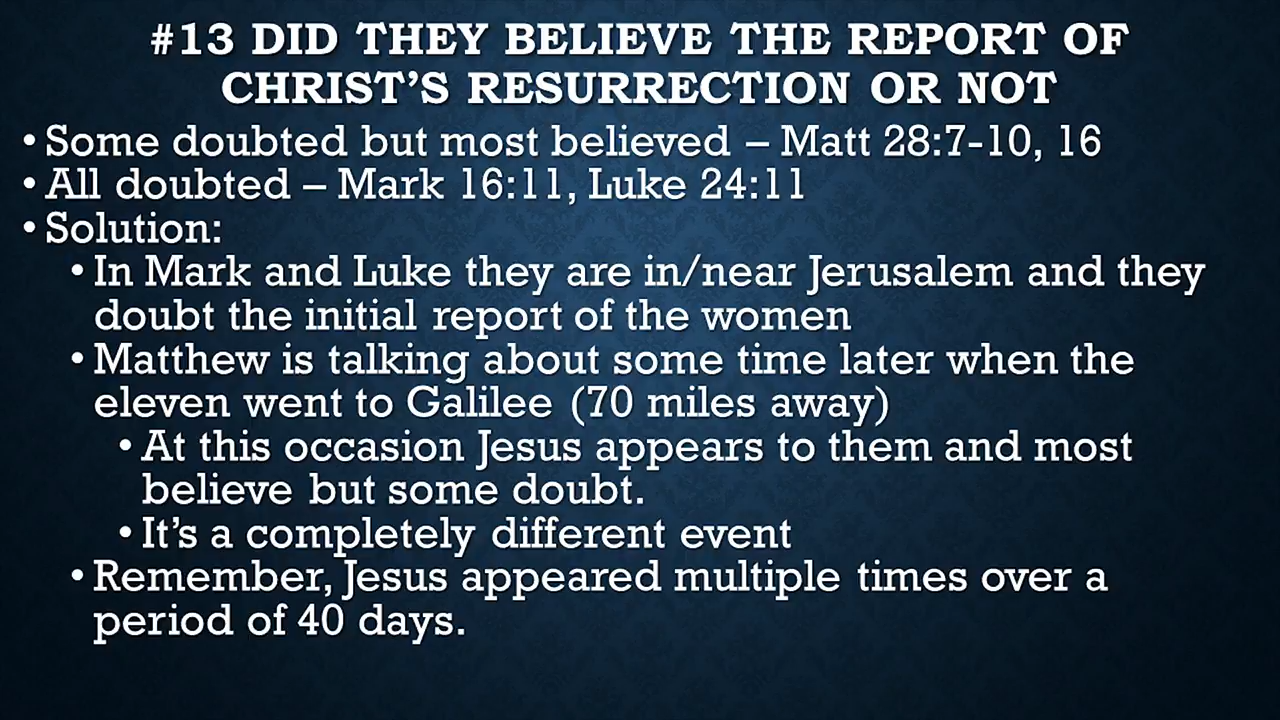 #13 DID THEY BELIEVE THE REPORT OF
CHRIST’S RESURRECTION OR NOT
• Some doubted but most believed – Matt 28:7-10, 16
• All doubted – Mark 16:11, Luke 24:11
• Solution:
• In Mark and Luke they are in/near Jerusalem and they
doubt the initial report of the women
• Matthew is talking about some time later when the
eleven went to Galilee (70 miles away)
• At this occasion Jesus appears to them and most
believe but some doubt.
• It’s a completely different event
• Remember, Jesus appeared multiple times over a
period of 40 days.